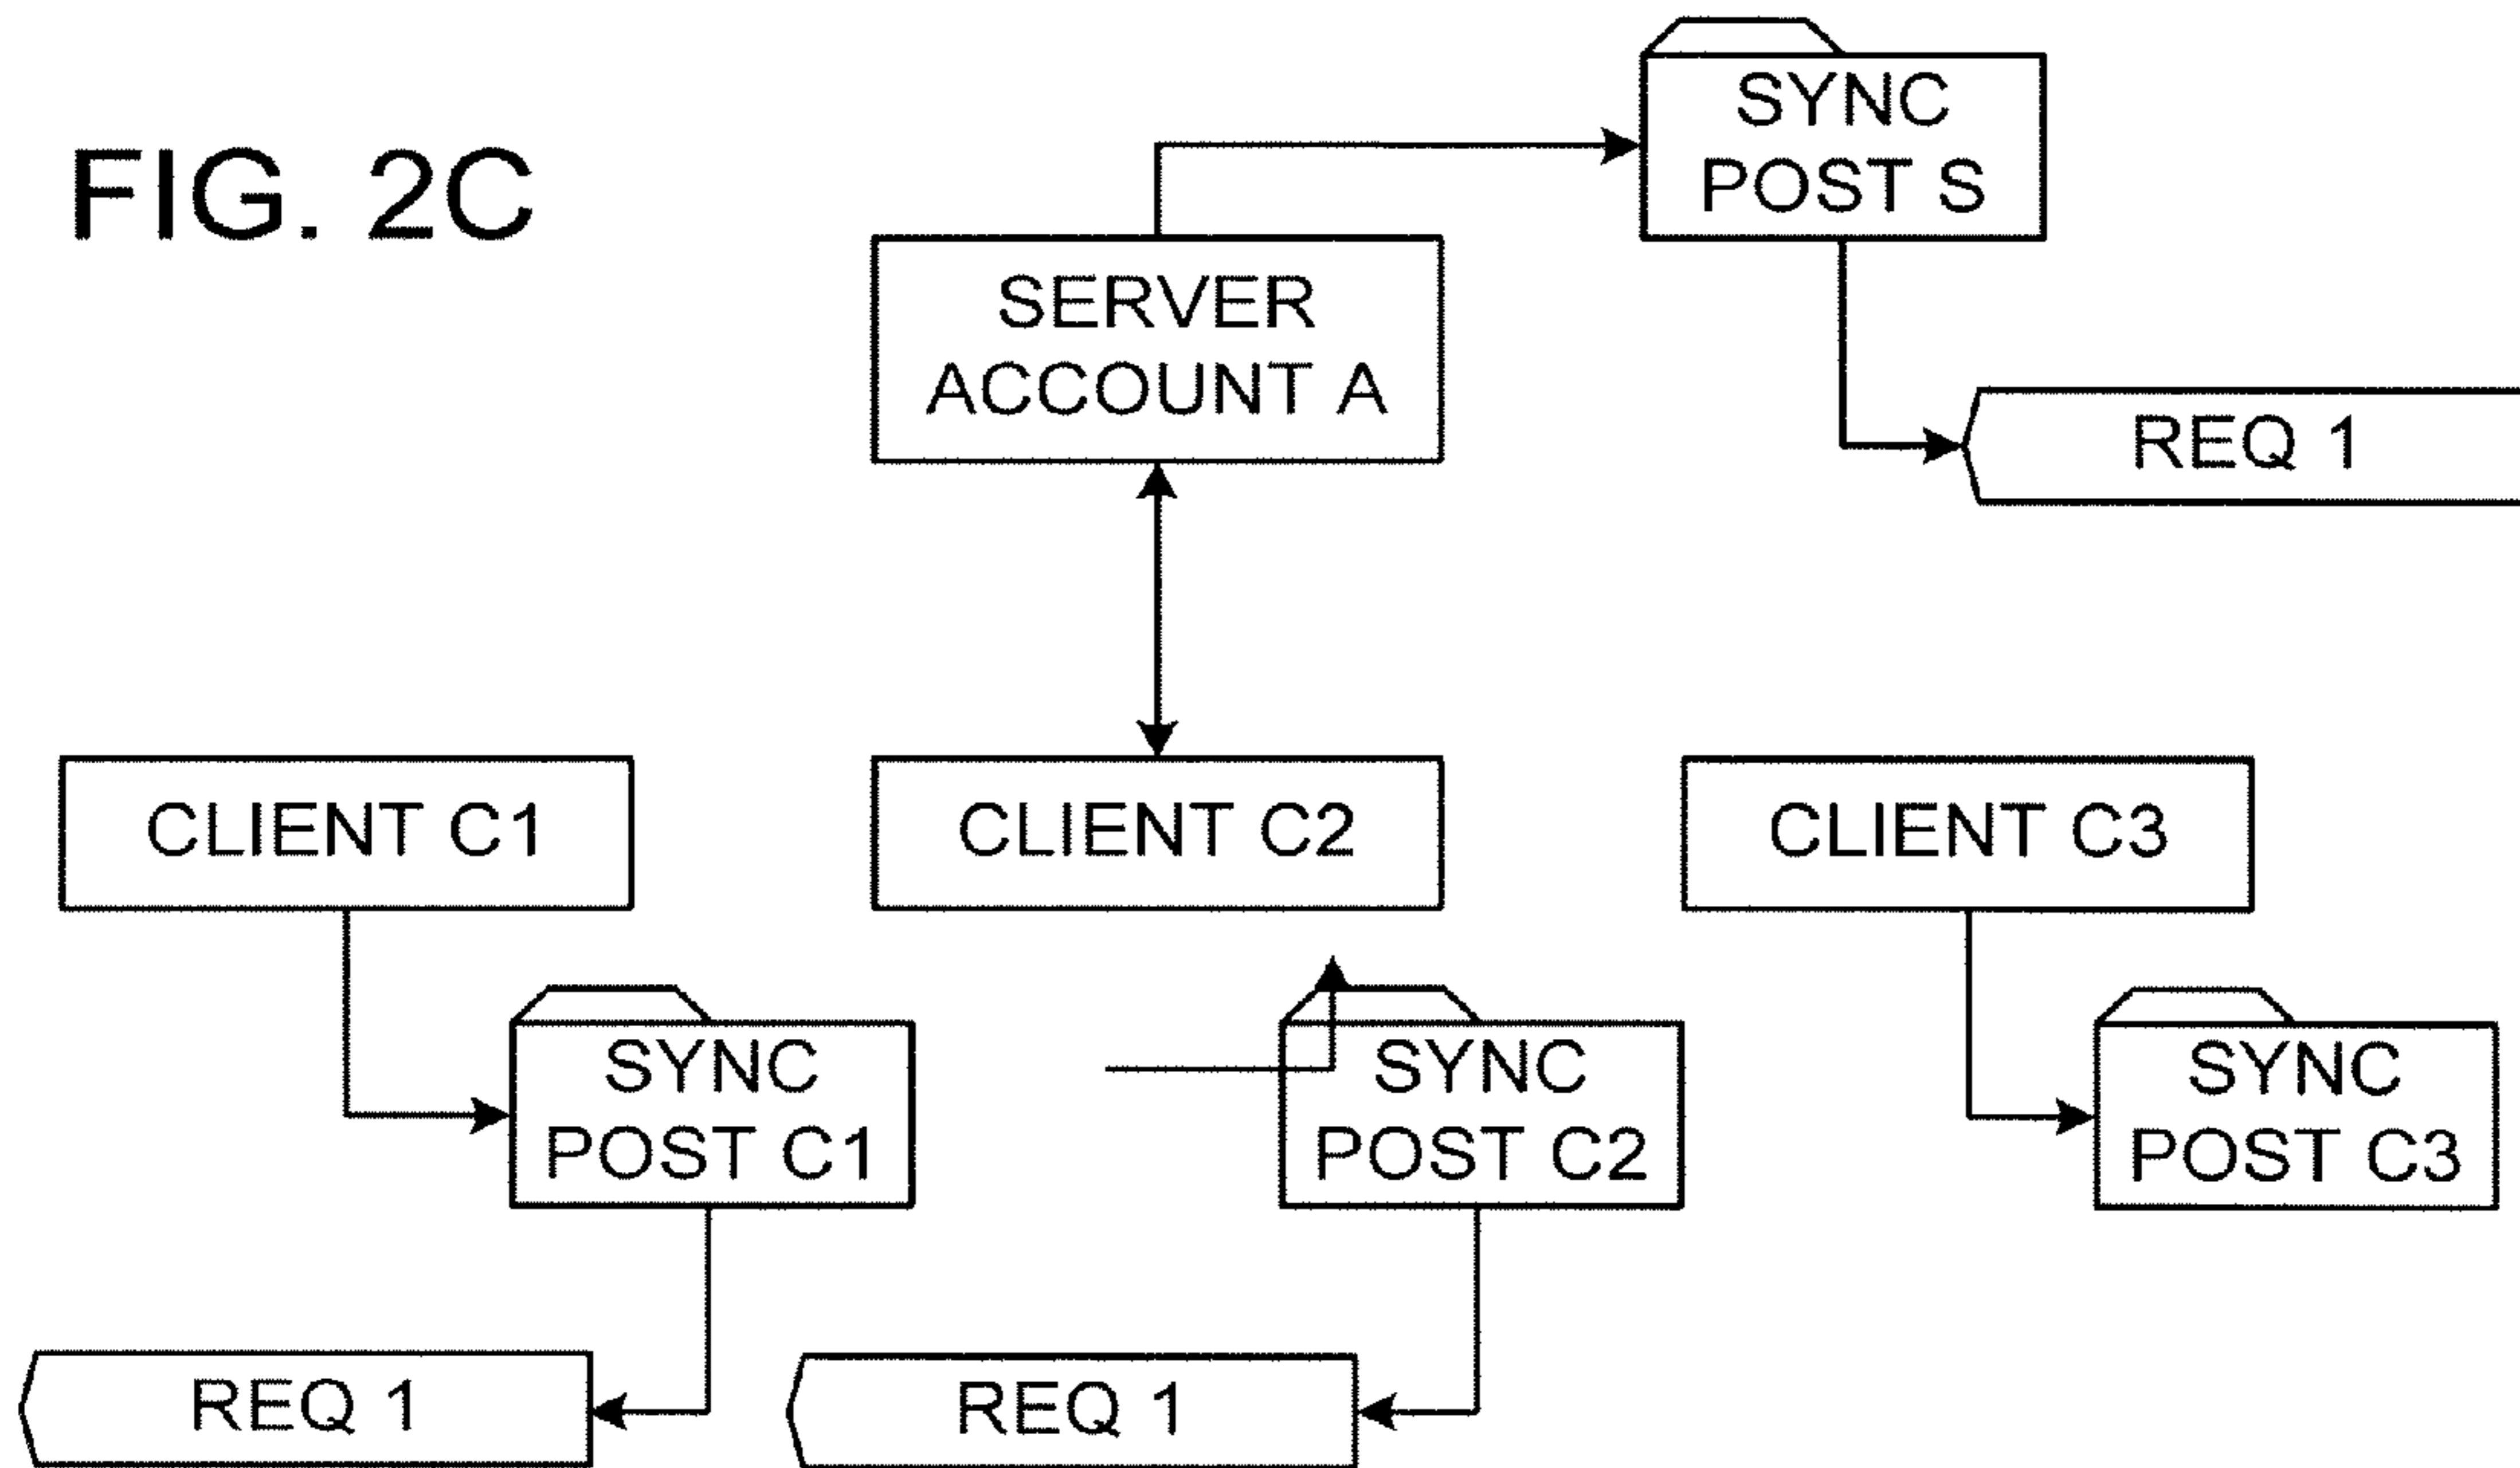 FIG. 2C
SYNC
POST S
SERVER
ACCOUNT A
REQ 1
CLIENT C1
CLIENT C2
CLIENT C3
SYNC
POST C1
SYNC
POST C2
SYNC
POST C3
REQ 1
REQ 1